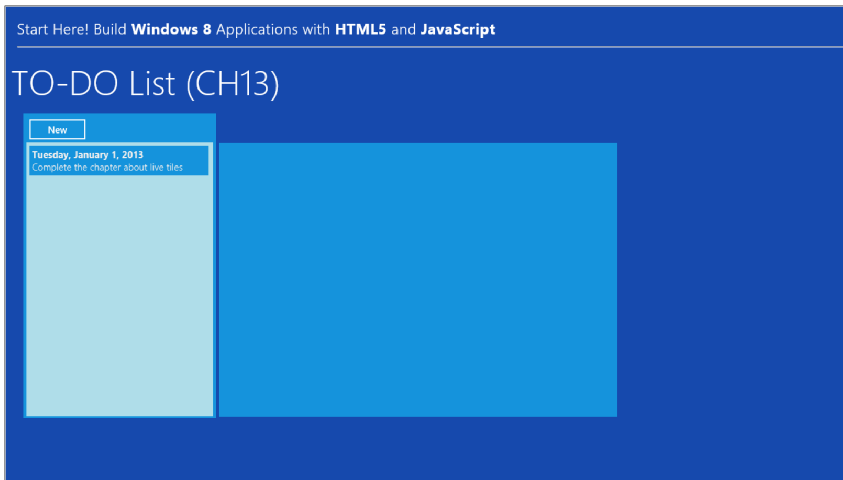 Start Here! Build Windows 8 Applications with HTML5 and JavaScript
TO-DO List (CH13)
New
Tuesday, January 1, 2013
Complete the chapter about live tiles